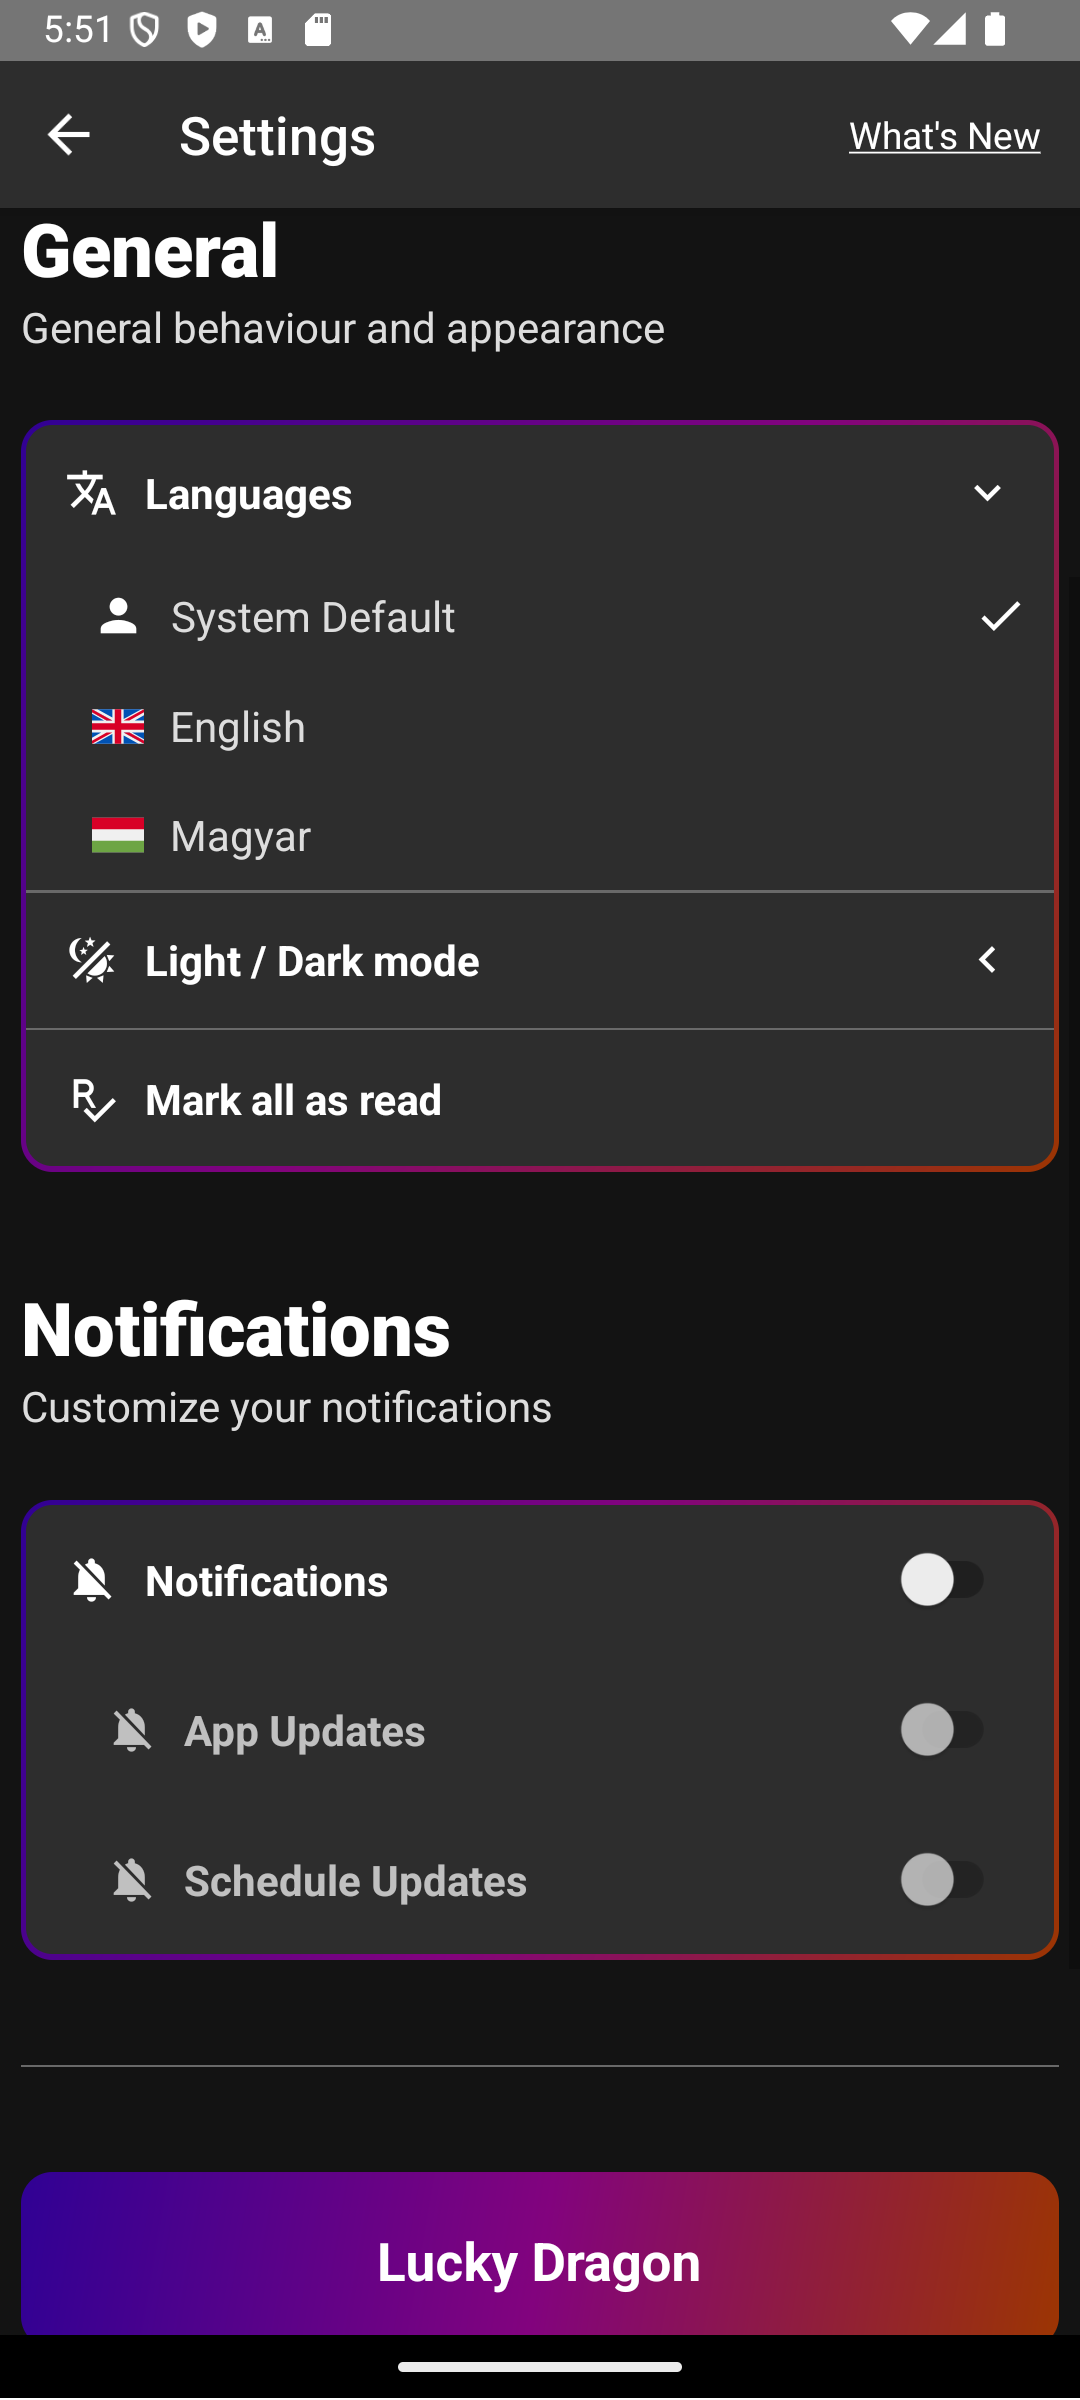 5:51
Settings
What's New
General
General behaviour and appearance
Languages
System Default
English
Magyar
Light / Dark mode
Mark all as read
Notifications
Customize your notifications
Notifications
App Updates
Schedule Updates
Lucky Dragon